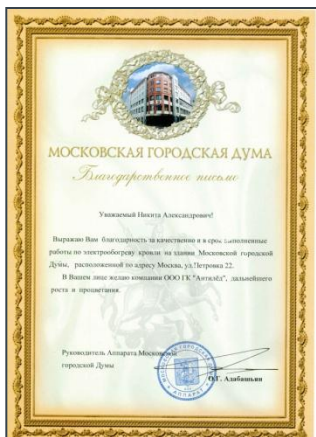 МОСКОВСКАЯ ГОРОДСКАЯ ДУМА
Благодарственное письмо
Уважаемый Никита Александрович!
Выражаю Вам благодарность за качественно и в срок выполненные
работы по электрообогреву кровли на здании Московской городской
Думы, расположенной по адресу Москва, ул.Петровка 22.
В Вашем лице желаю компании ООО ГК "Антилёд", дальнейшего
роста и процветания.
Руководитель Аппарата Московской
городской Думы
АППАРАТ